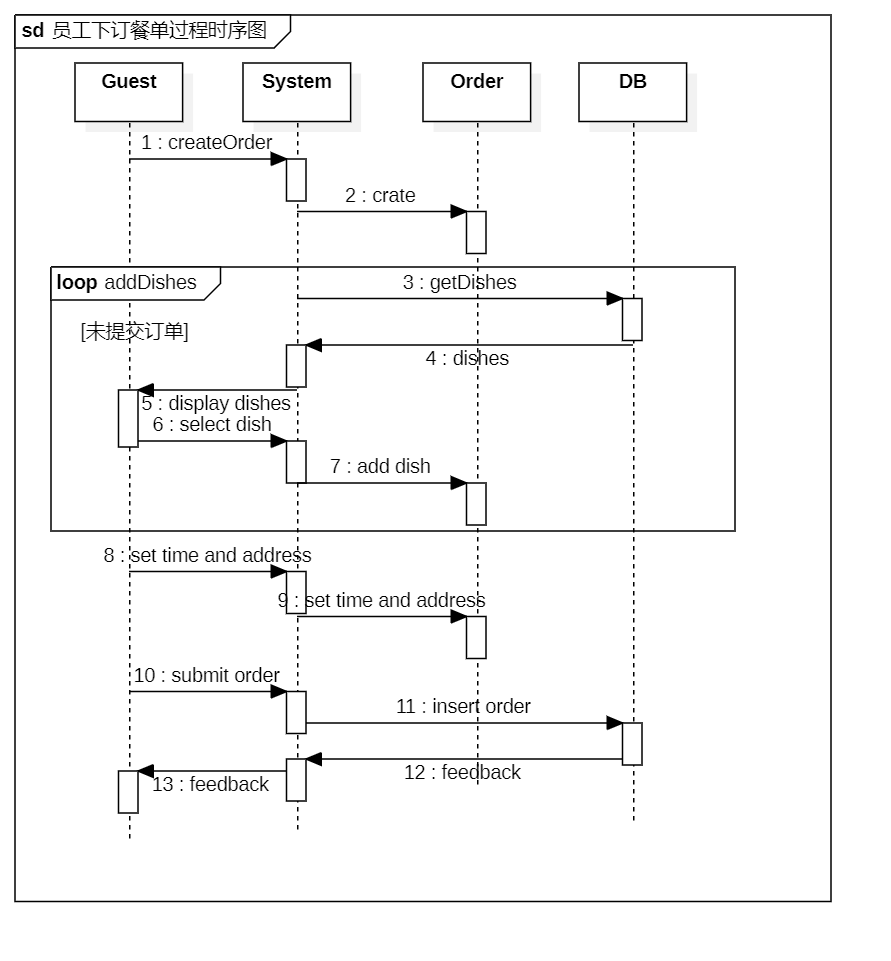 sd 员工下订餐单过程时序图
Guest
System
Order
DB
1 : createOrder
2 : crate
loop addDishes
3 : getDishes
[未提交订单]
4 : dishes
5 : display dishes
6 : select dish
7 : add dish
8 : set time and address
9 : set time and address
10 : submit order
11 : insert order
12 : feedback
13 : feedback